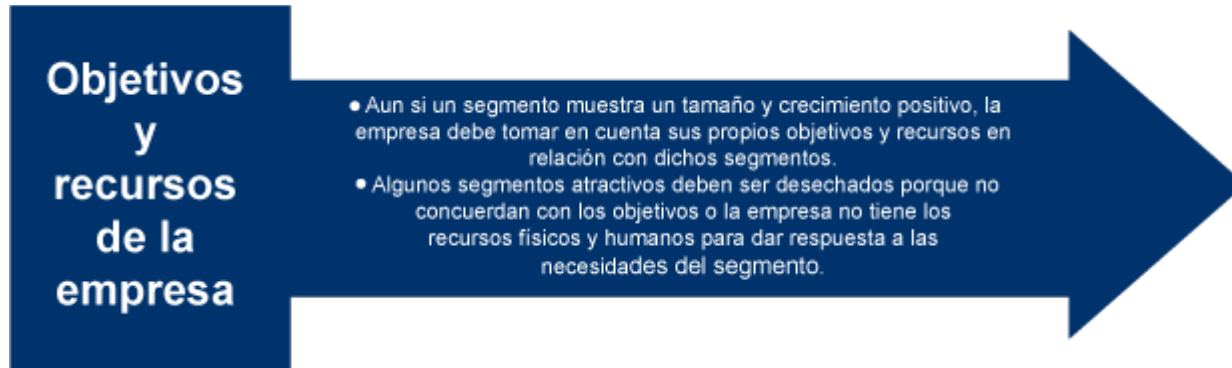 Objetivos
y
recursos
de la
empresa
● Aun si un segmento muestra un tamaño y crecimiento positivo, la
empresa debe tomar en cuenta sus propios objetivos y recursos en
relación con dichos segmentos.
● Algunos segmentos atractivos deben ser desechados porque no
concuerdan con los objetivos o la empresa no tiene los
recursos físicos y humanos para dar respuesta a las
necesidades del segmento.